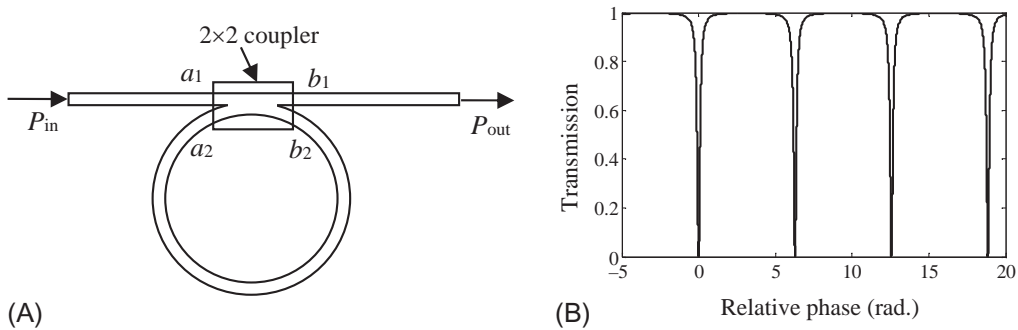 2×2 coupler
a1
b1
Pin
Pout
a2
b2
(A)
Transmission
1
0.8
0.6
0.4
0.2
0
−5
0
5
10
15
20
Relative phase (rad.)
(B)